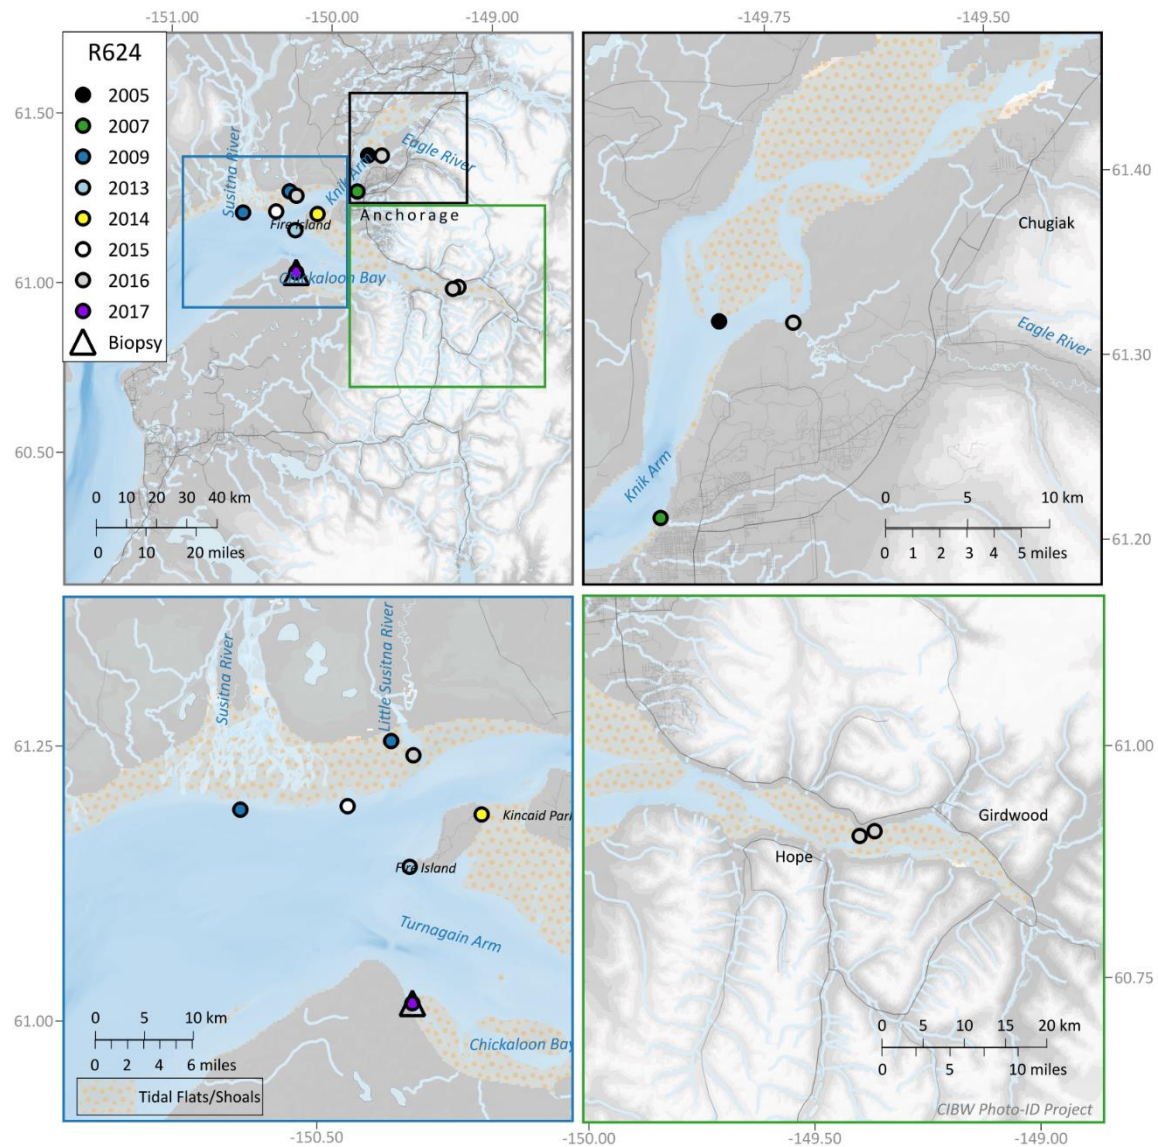 -151.00 -150.00 -149.00
-149.75 -149.50
R624
2005
2007
2009
2013
2014
2015
2016
2017
Biopsy
61.50
61.00
60.50
Susitna River
Knik Arm
Eagle River
Anchorage
Fire Island
Chickaloon Bay
0 10 20 30 40 km
0 10 20 miles
61.40
61.30
61.20
Chugiak
Eagle River
Knik Arm
0 5 10 km
0 1 2 3 4 5 miles
Susitna River
Little Susitna River
61.25
61.00
Kincaid Par
Fire Island
Turnagain Arm
Chickaloon Bay
0 5 10 km
0 2 4 6 miles
Tidal Flats/Shoals
-150.50
61.00
60.75
Girdwood
Hope
0 5 10 15 20 km
0 5 10 miles
CIBW Photo-ID Project
-150.00 -149.50 -149.00